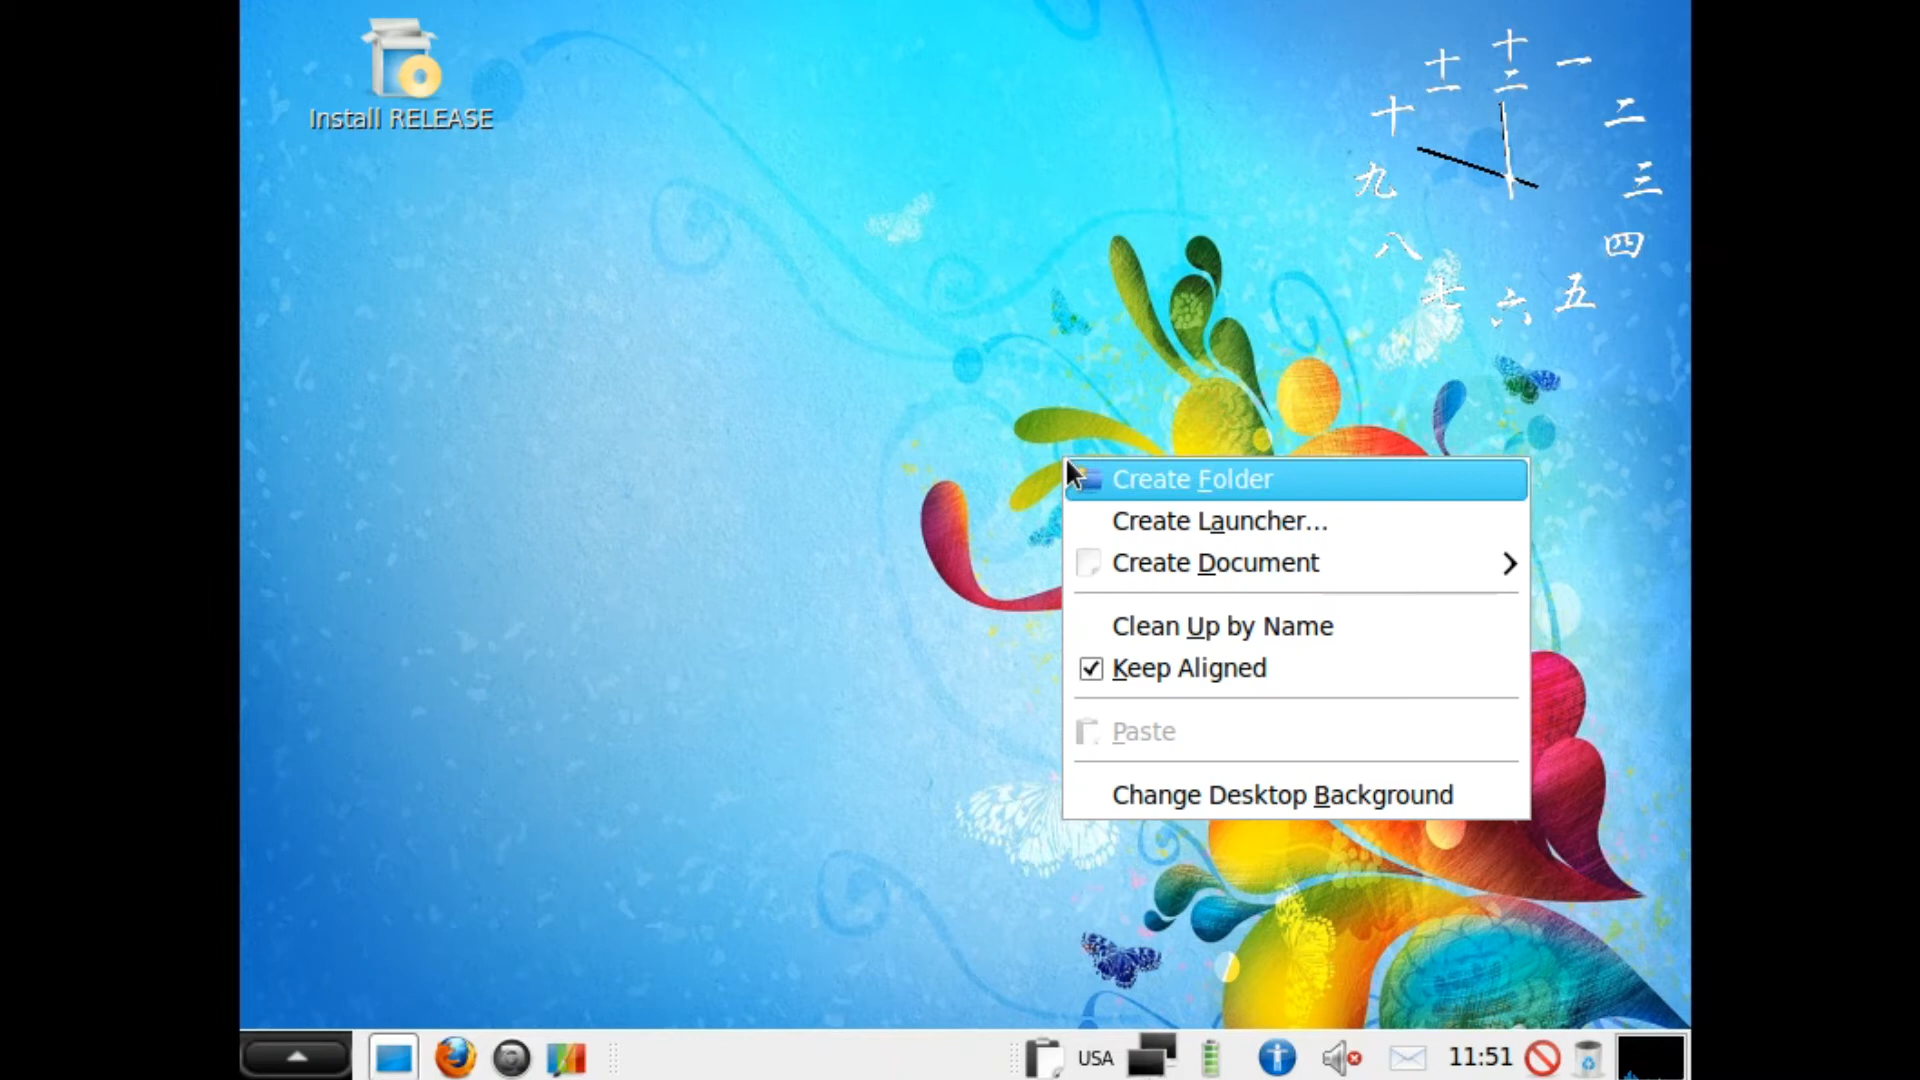 Install RELEASE
十二
一
二
三
四
五
六
七
八
九
十
十一
Create Folder
Create Launcher...
Create Document
Clean Up by Name
Keep Aligned
Paste
Change Desktop Background
USA
11:51